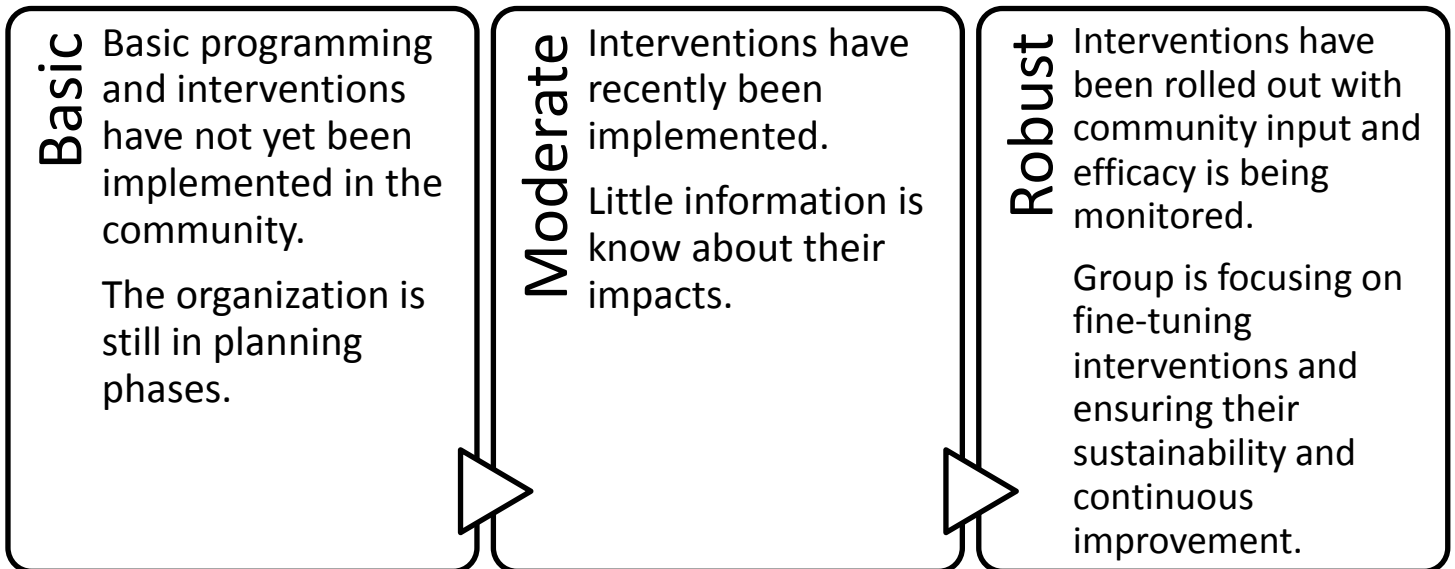 Basic
Basic programming
and interventions
have not yet been
implemented in the
community.
The organization is
still in planning
phases.
Moderate
Interventions have
recently been
implemented.
Little information is
know about their
impacts.
Robust
Interventions have
been rolled out with
community input and
efficacy is being
monitored.
Group is focusing on
fine-tuning
interventions and
ensuring their
sustainability and
continuous
improvement.